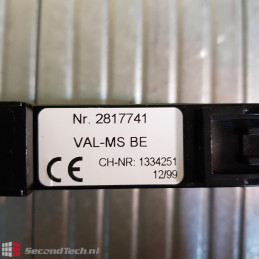 Nr. 2817741
VAL-MS BE
CE
CH-NR: 1334251
12/99
SecondTech.nl